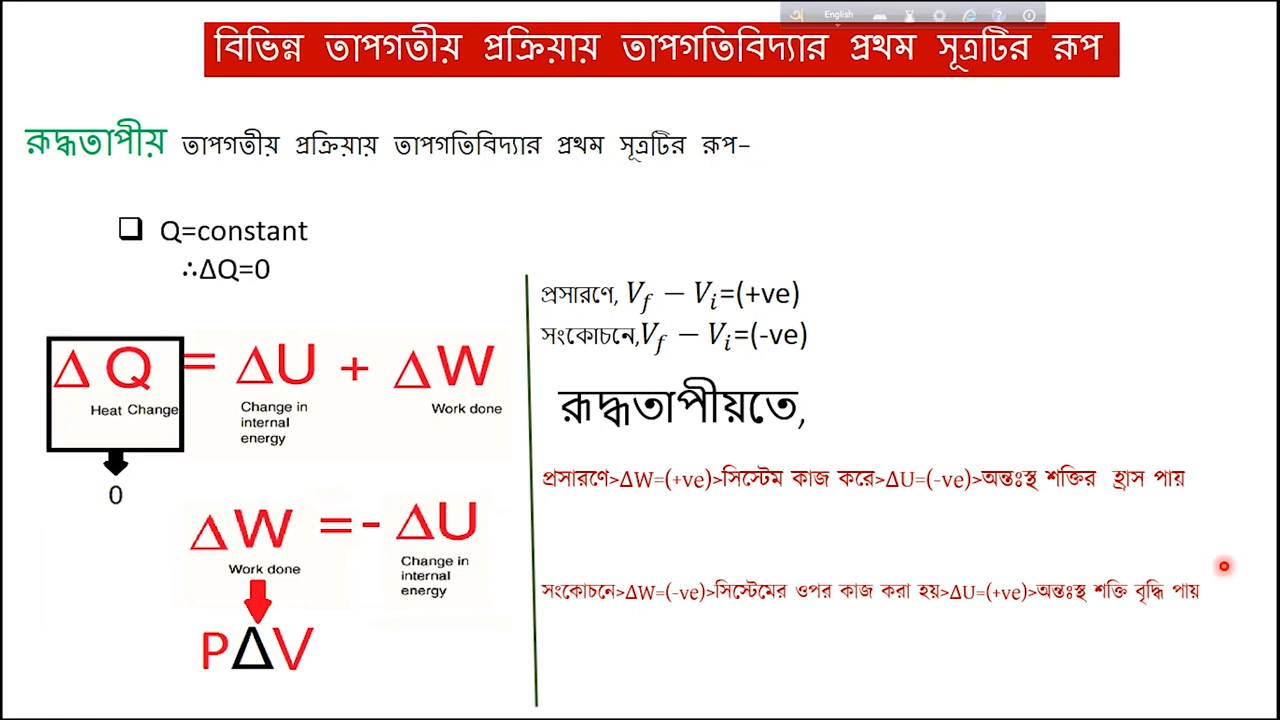 English
বিভিন্ন তাপগতীয় প্রক্রিয়ায় তাপগতিবিদ্যার প্রথম সূত্রটির রূপ
রূদ্ধতাপীয় তাপগতীয় প্রক্রিয়ায় তাপগতিবিদ্যার প্রথম সূত্রটির রূপ-
Q=constant
∴ΔQ=0
Δ Q = ΔU + ΔW
Heat Change
Change in internal energy
Work done
0
ΔW =- ΔU
Work done
Change in internal energy
PΔV
প্রসারণে, V_f − V_i=(+ve)
সংকোচনে,V_f − V_i=(-ve)
রূদ্ধতাপীয়তে,
প্রসারণে>ΔW=(+ve)>সিস্টেম কাজ করে>ΔU=(-ve)>অন্তঃস্থ শক্তির হ্রাস পায়
সংকোচনে>ΔW=(-ve)>সিস্টেমের ওপর কাজ করা হয়>ΔU=(+ve)>অন্তঃস্থ শক্তি বৃদ্ধি পায়